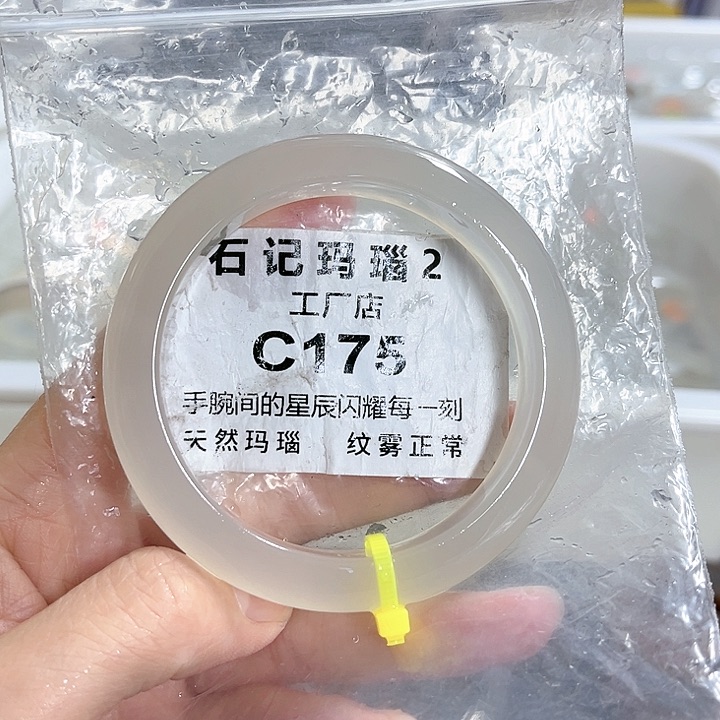 石记玛瑙2
工厂店
C175
手腕间的星辰闪耀每一刻
天然玛瑙 纹雾正常